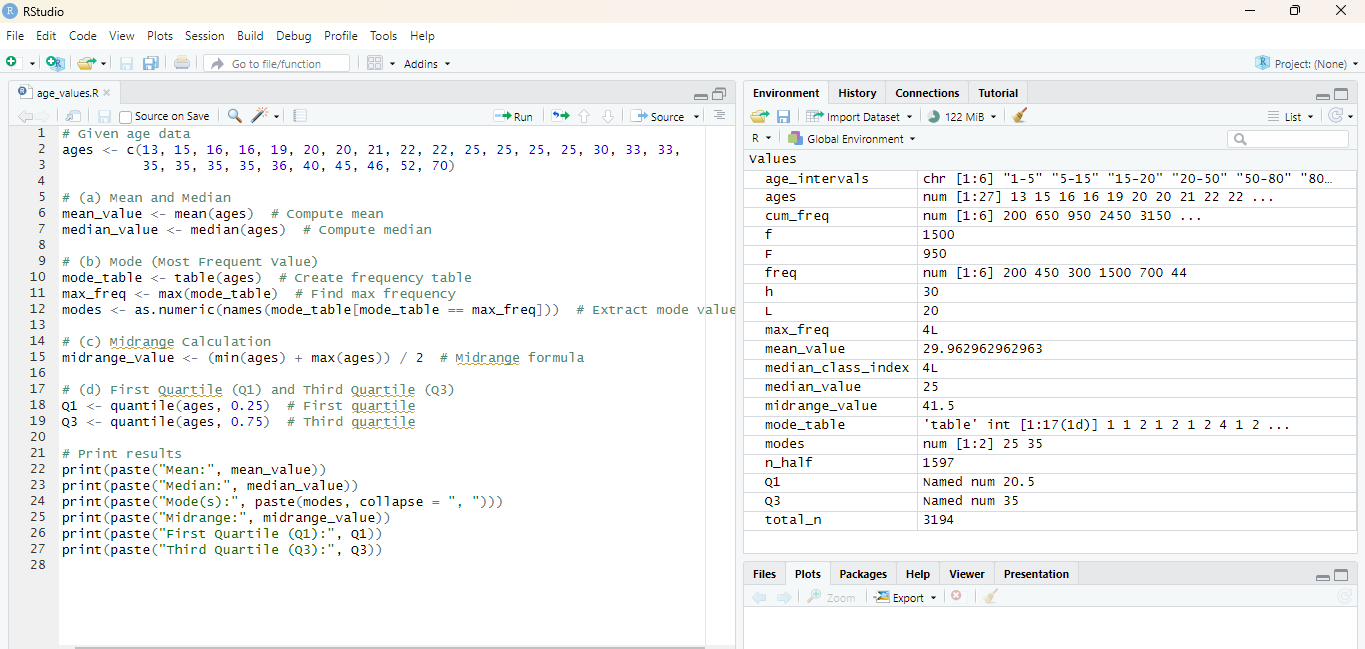 RStudio
File Edit Code View Plots Session Build Debug Profile Tools Help
Go to file/function Addins Project: (None)
age_values.R
Source on Save Run Source
1 # Given age data
2 ages <- c(13, 15, 16, 16, 19, 20, 20, 21, 22, 22, 25, 25, 25, 25, 30, 33, 33,
3 35, 35, 35, 35, 36, 40, 45, 46, 52, 70)
4
5 # (a) Mean and Median
6 mean_value <- mean(ages) # Compute mean
7 median_value <- median(ages) # Compute median
8
9 # (b) Mode (Most Frequent Value)
10 mode_table <- table(ages) # Create frequency table
11 max_freq <- max(mode_table) # Find max frequency
12 modes <- as.numeric(names(mode_table[mode_table == max_freq])) # Extract mode value
13
14 # (c) Midrange Calculation
15 midrange_value <- (min(ages) + max(ages)) / 2 # Midrange formula
16
17 # (d) First Quartile (Q1) and Third Quartile (Q3)
18 Q1 <- quantile(ages, 0.25) # First quartile
19 Q3 <- quantile(ages, 0.75) # Third quartile
20
21 # Print results
22 print(paste("Mean:", mean_value))
23 print(paste("Median:", median_value))
24 print(paste("Mode(s):", paste(modes, collapse = ", ")))
25 print(paste("Midrange:", midrange_value))
26 print(paste("First Quartile (Q1):", Q1))
27 print(paste("Third Quartile (Q3):", Q3))
28
Environment History Connections Tutorial
Import Dataset 122 MiB List
R Global Environment
values
age_intervals chr [1:6] "1-5" "5-15" "15-20" "20-50" "50-80" "80…
ages num [1:27] 13 15 16 16 19 20 20 21 22 22 ...
cum_freq num [1:6] 200 650 950 2450 3150 ...
f 1500
F 950
freq num [1:6] 200 450 300 1500 700 44
h 30
L 20
max_freq 4L
mean_value 29.962962962963
median_class_index 4L
median_value 25
midrange_value 41.5
mode_table 'table' int [1:17(1d)] 1 1 2 1 2 1 2 4 1 2 ...
modes num [1:2] 25 35
n_half 1597
Q1 Named num 20.5
Q3 Named num 35
total_n 3194
Files Plots Packages Help Viewer Presentation
Zoom Export